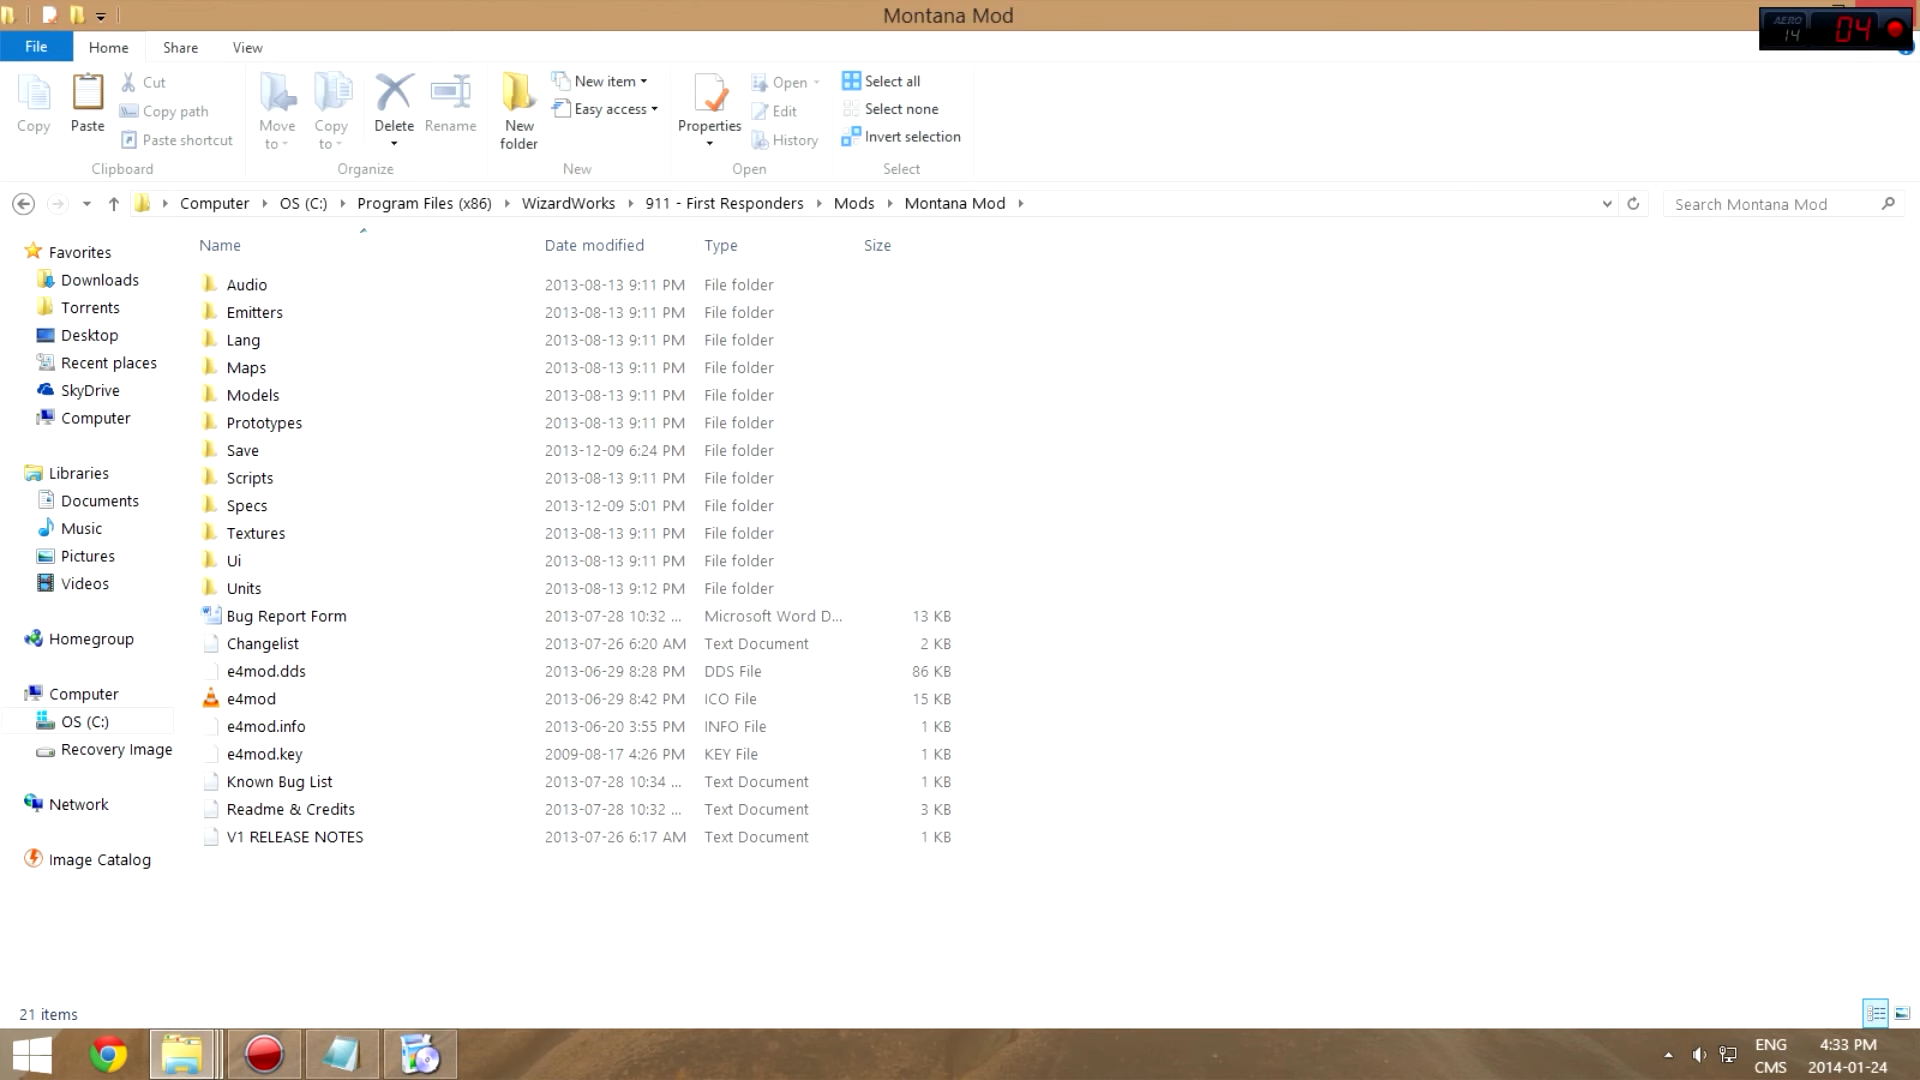 Montana Mod
AERO
14
04
File
Home
Share
View
Copy
Paste
Cut
Copy path
Paste shortcut
Clipboard
Move to
Copy to
Delete
Rename
Organize
New folder
New item
Easy access
New
Properties
Open
Edit
History
Open
Select all
Select none
Invert selection
Select
Computer OS (C:) Program Files (x86) WizardWorks 911 - First Responders Mods Montana Mod
Search Montana Mod
Favorites
Downloads
Torrents
Desktop
Recent places
SkyDrive
Computer
Libraries
Documents
Music
Pictures
Videos
Homegroup
Computer
OS (C:)
Recovery Image
Network
Image Catalog
Name Date modified Type Size
Audio 2013-08-13 9:11 PM File folder
Emitters 2013-08-13 9:11 PM File folder
Lang 2013-08-13 9:11 PM File folder
Maps 2013-08-13 9:11 PM File folder
Models 2013-08-13 9:11 PM File folder
Prototypes 2013-08-13 9:11 PM File folder
Save 2013-12-09 6:24 PM File folder
Scripts 2013-08-13 9:11 PM File folder
Specs 2013-12-09 5:01 PM File folder
Textures 2013-08-13 9:11 PM File folder
Ui 2013-08-13 9:11 PM File folder
Units 2013-08-13 9:12 PM File folder
Bug Report Form 2013-07-28 10:32 ... Microsoft Word D... 13 KB
Changelist 2013-07-26 6:20 AM Text Document 2 KB
e4mod.dds 2013-06-29 8:28 PM DDS File 86 KB
e4mod 2013-06-29 8:42 PM ICO File 15 KB
e4mod.info 2013-06-20 3:55 PM INFO File 1 KB
e4mod.key 2009-08-17 4:26 PM KEY File 1 KB
Known Bug List 2013-07-28 10:34 ... Text Document 1 KB
Readme & Credits 2013-07-28 10:32 ... Text Document 3 KB
V1 RELEASE NOTES 2013-07-26 6:17 AM Text Document 1 KB
21 items
ENG
CMS
4:33 PM
2014-01-24